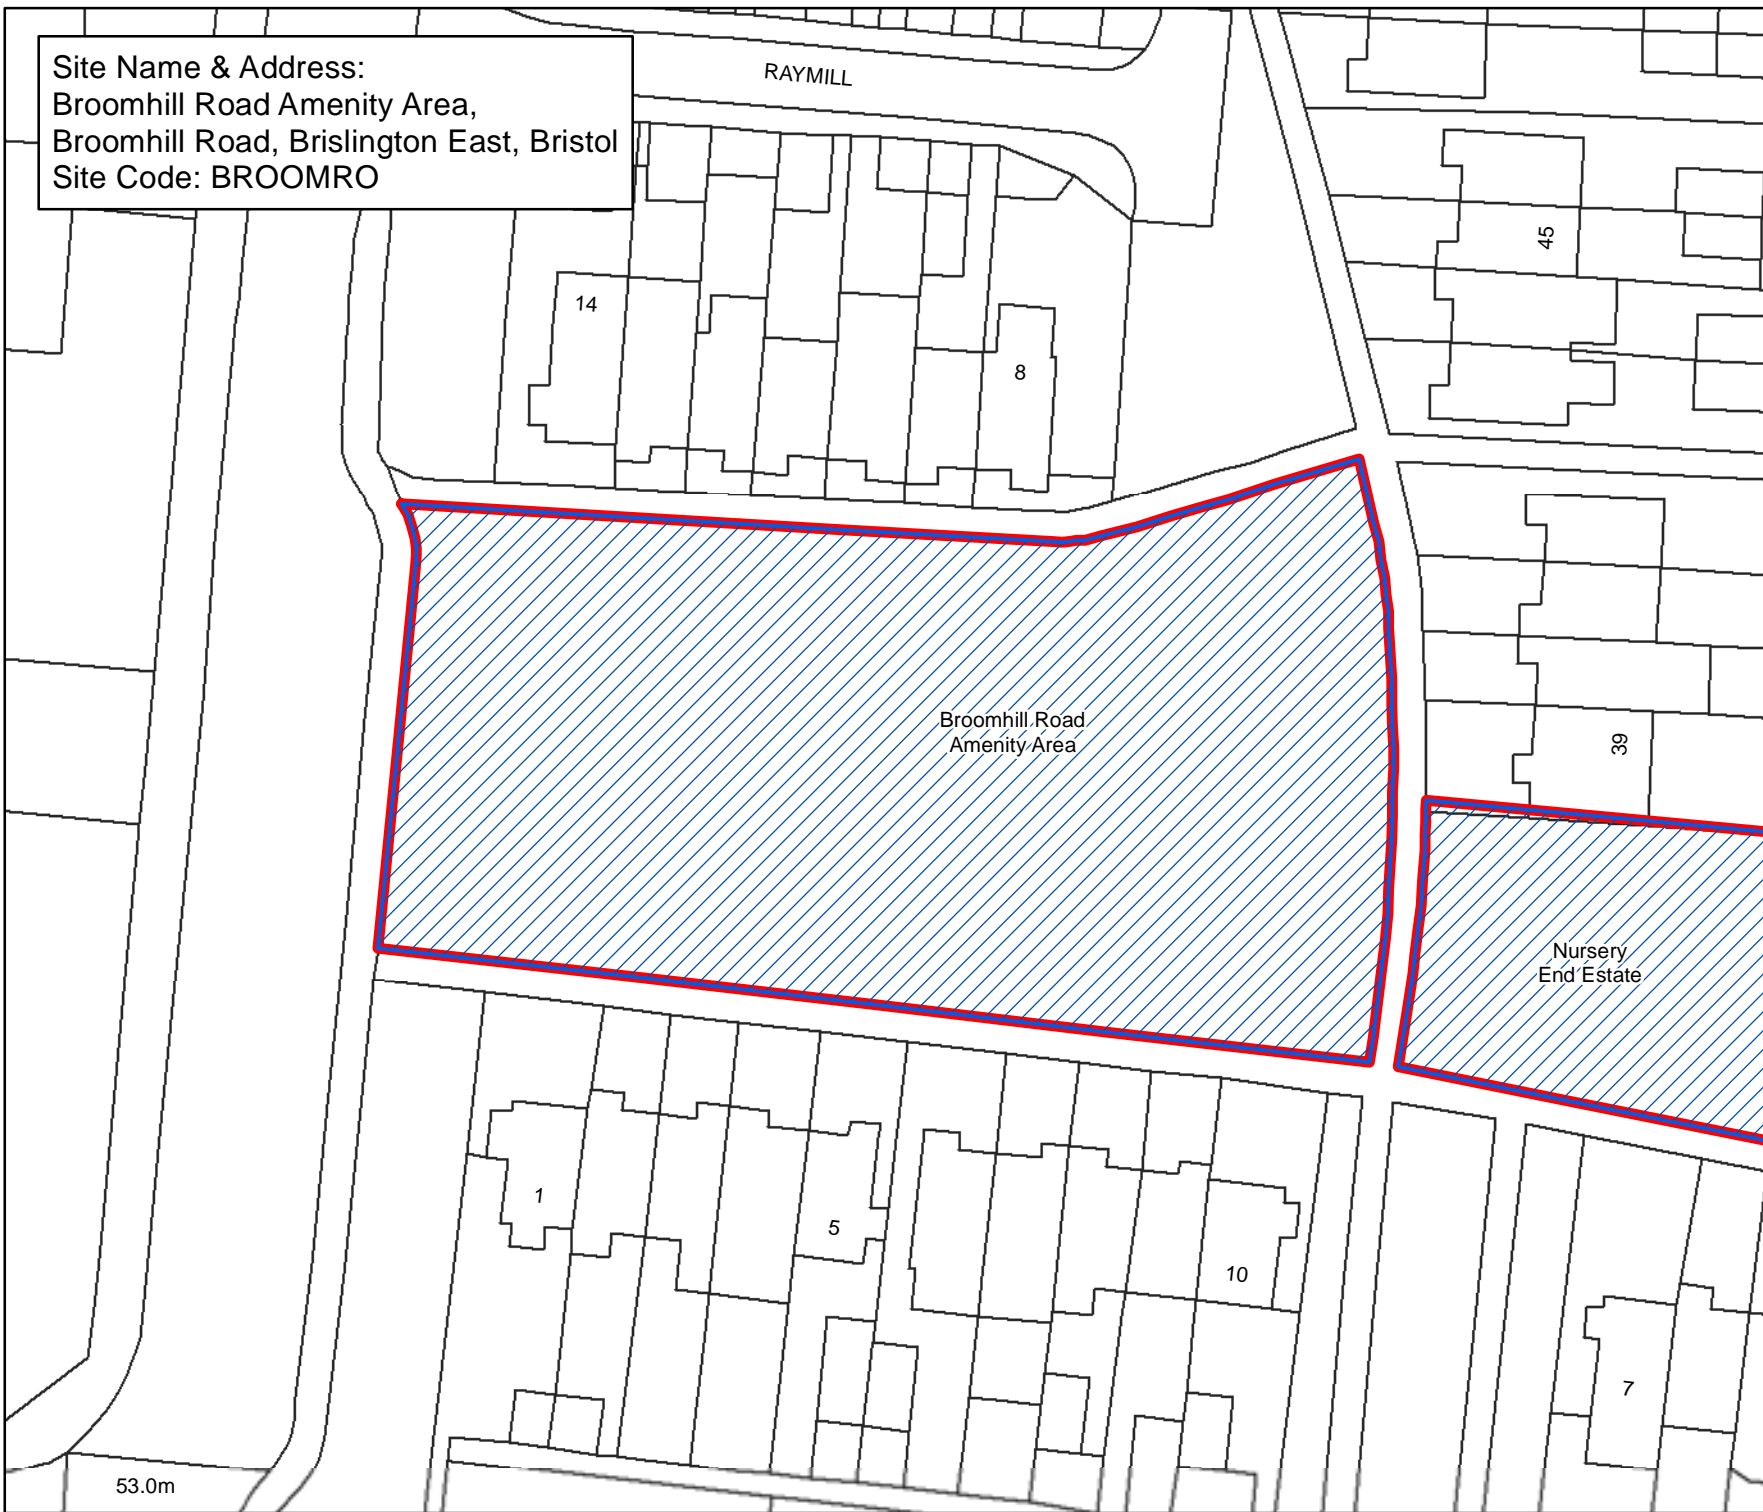 Site Name & Address:
Broomhill Road Amenity Area,
Broomhill Road, Brislington East, Bristol
Site Code: BROOMRO
RAYMILL
45
14
8
Broomhill Road
Amenity Area
39
Nursery
End Estate
1
5
10
7
53.0m